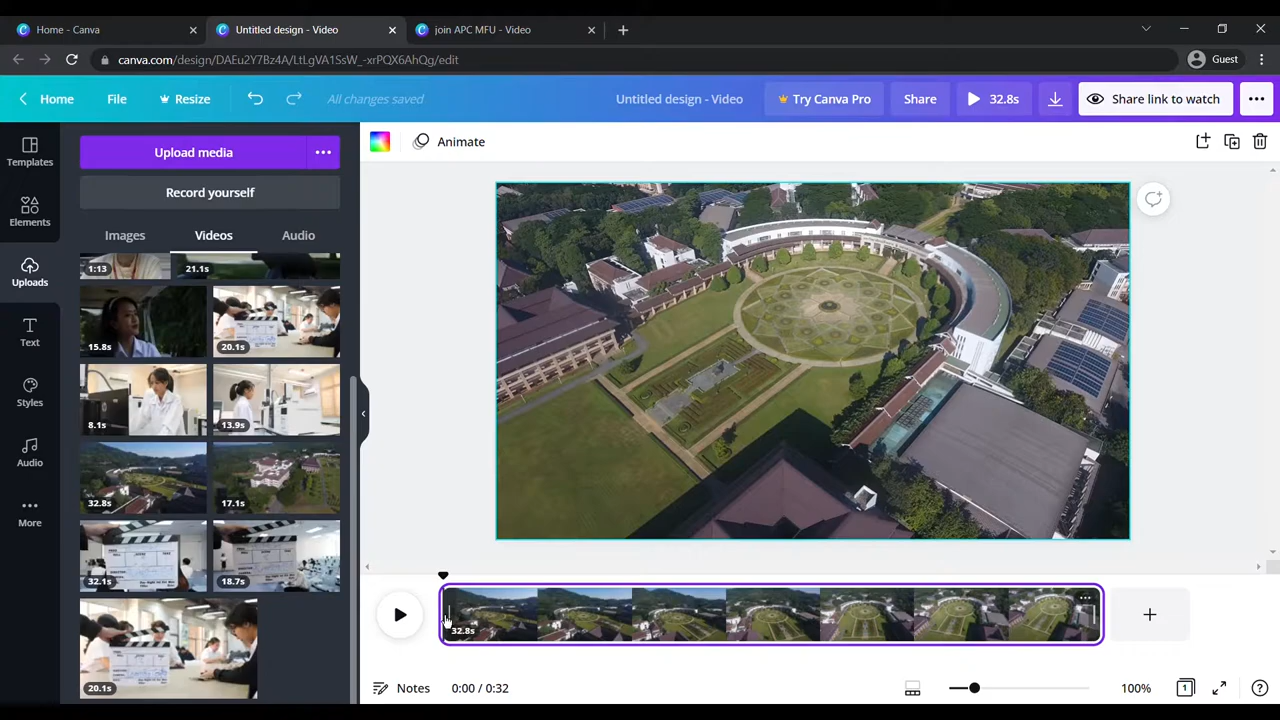 Home - Canva
Untitled design - Video
join APC MFU - Video
canva.com/design/DAEu2Y7Bz4A/LtLgVA1SsW_-xrPQX6AhQg/edit
Guest
Home
File
Resize
All changes saved
Untitled design - Video
Try Canva Pro
Share
32.8s
Share link to watch
Templates
Elements
Uploads
Text
Styles
Audio
More
Upload media
Record yourself
Images
Videos
Audio
1:13
21.1s
15.8s
20.1s
8.1s
13.9s
32.8s
17.1s
32.1s
18.7s
20.1s
Animate
32.8s
Notes
0:00 / 0:32
100%
1